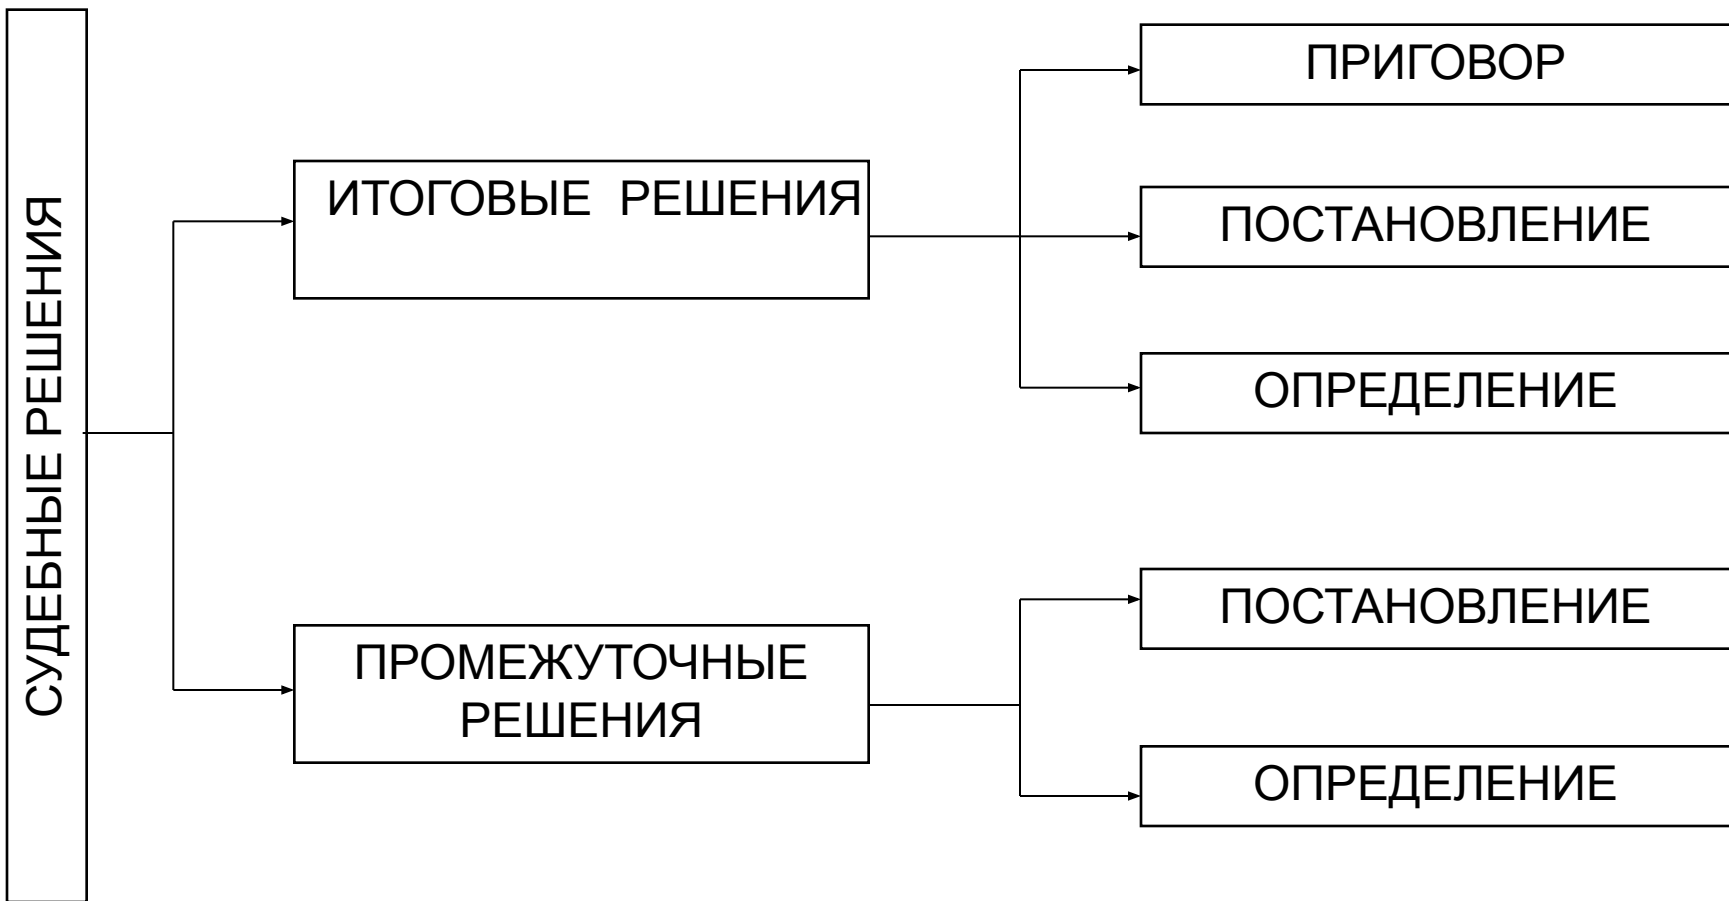 СУДЕБНЫЕ РЕШЕНИЯ
ИТОГОВЫЕ РЕШЕНИЯ
ПРИГОВОР
ПОСТАНОВЛЕНИЕ
ОПРЕДЕЛЕНИЕ
ПРОМЕЖУТОЧНЫЕ
РЕШЕНИЯ
ПОСТАНОВЛЕНИЕ
ОПРЕДЕЛЕНИЕ